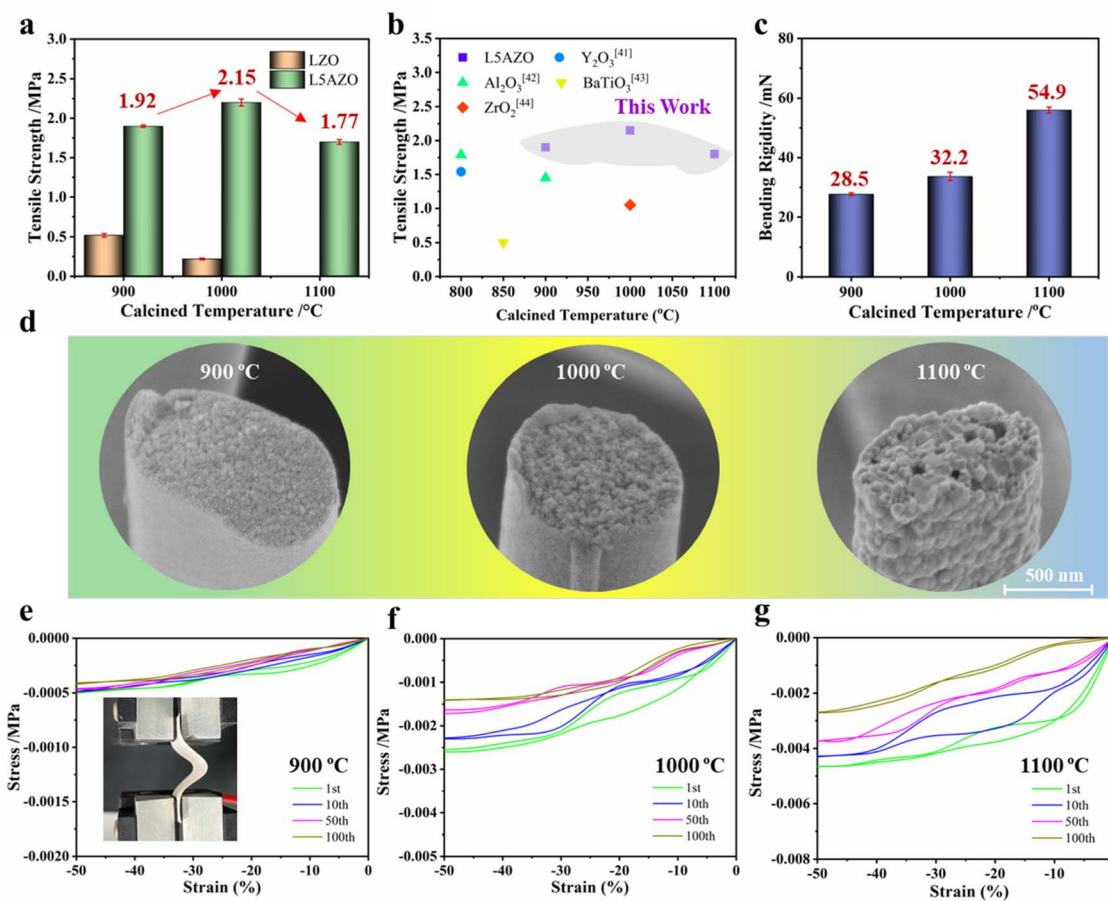 a
Tensile Strength /MPa
3.0
2.5
2.0
1.5
1.0
0.5
0.0
LZO
L5AZO
1.92
2.15
1.77
900
1000
1100
Calcined Temperature /°C
b
Tensile Strength /MPa
3.5
3.0
2.5
2.0
1.5
1.0
0.5
0.0
L5AZO
Y₂O₃[41]
Al₂O₃[42]
BaTiO₃[43]
ZrO₂[44]
This Work
800 850 900 950 1000 1050 1100
Calcined Temperature (°C)
c
Bending Rigidity /mN
80
60
40
20
0
28.5
32.2
54.9
900
1000
1100
Calcined Temperature /°C
d
900 °C
1000 °C
1100 °C
500 nm
e
Stress /MPa
0.0000
-0.0005
-0.0010
-0.0015
-0.0020
900 °C
1st
10th
50th
100th
-50 -40 -30 -20 -10 0
Strain (%)
f
Stress /MPa
0.000
-0.001
-0.002
-0.003
-0.004
-0.005
1000 °C
1st
10th
50th
100th
-50 -40 -30 -20 -10 0
Strain (%)
g
Stress /MPa
0.000
-0.002
-0.004
-0.006
-0.008
1100 °C
1st
10th
50th
100th
-50 -40 -30 -20 -10
Strain (%)